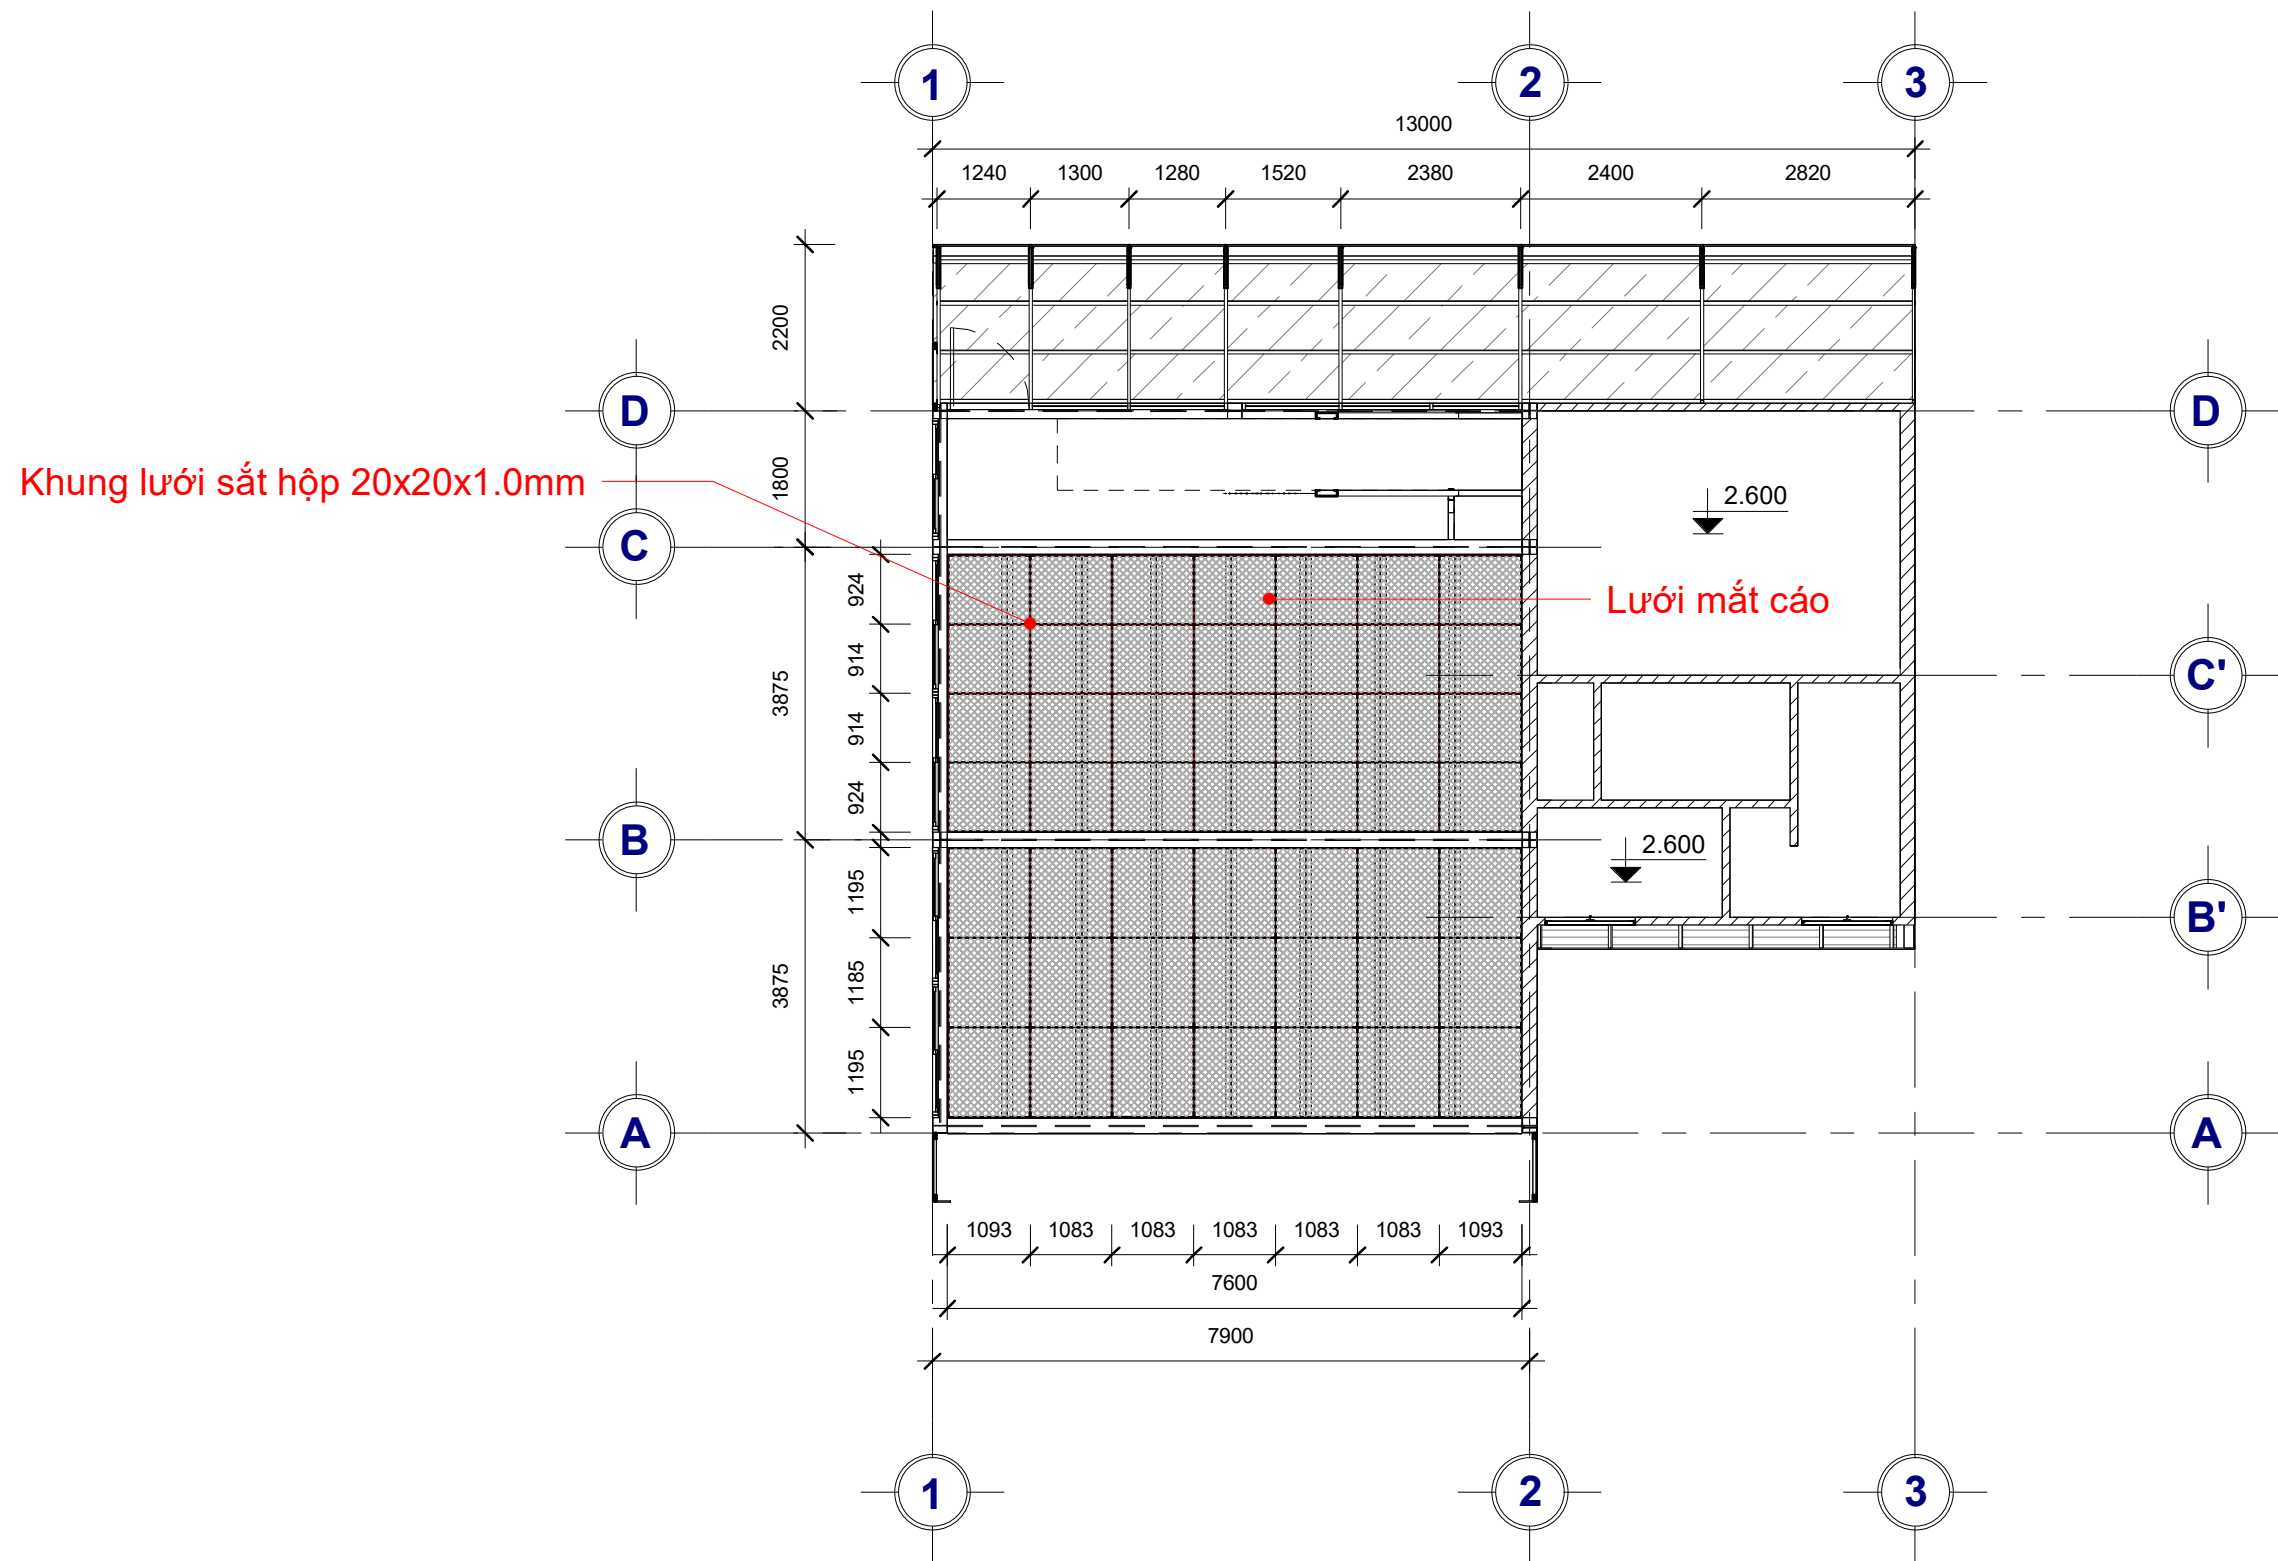 1 2 3
13000
1240 1300 1280 1520 2380 2400 2820
2200
D D
1800
Khung lưới sắt hộp 20x20x1.0mm
2.600
C
924
Lưới mắt cáo
914
C'
3875
914
924
B
2.600
1195
B'
1185
3875
1195
A A
1093 1083 1083 1083 1083 1083 1093
7600
7900
1 2 3